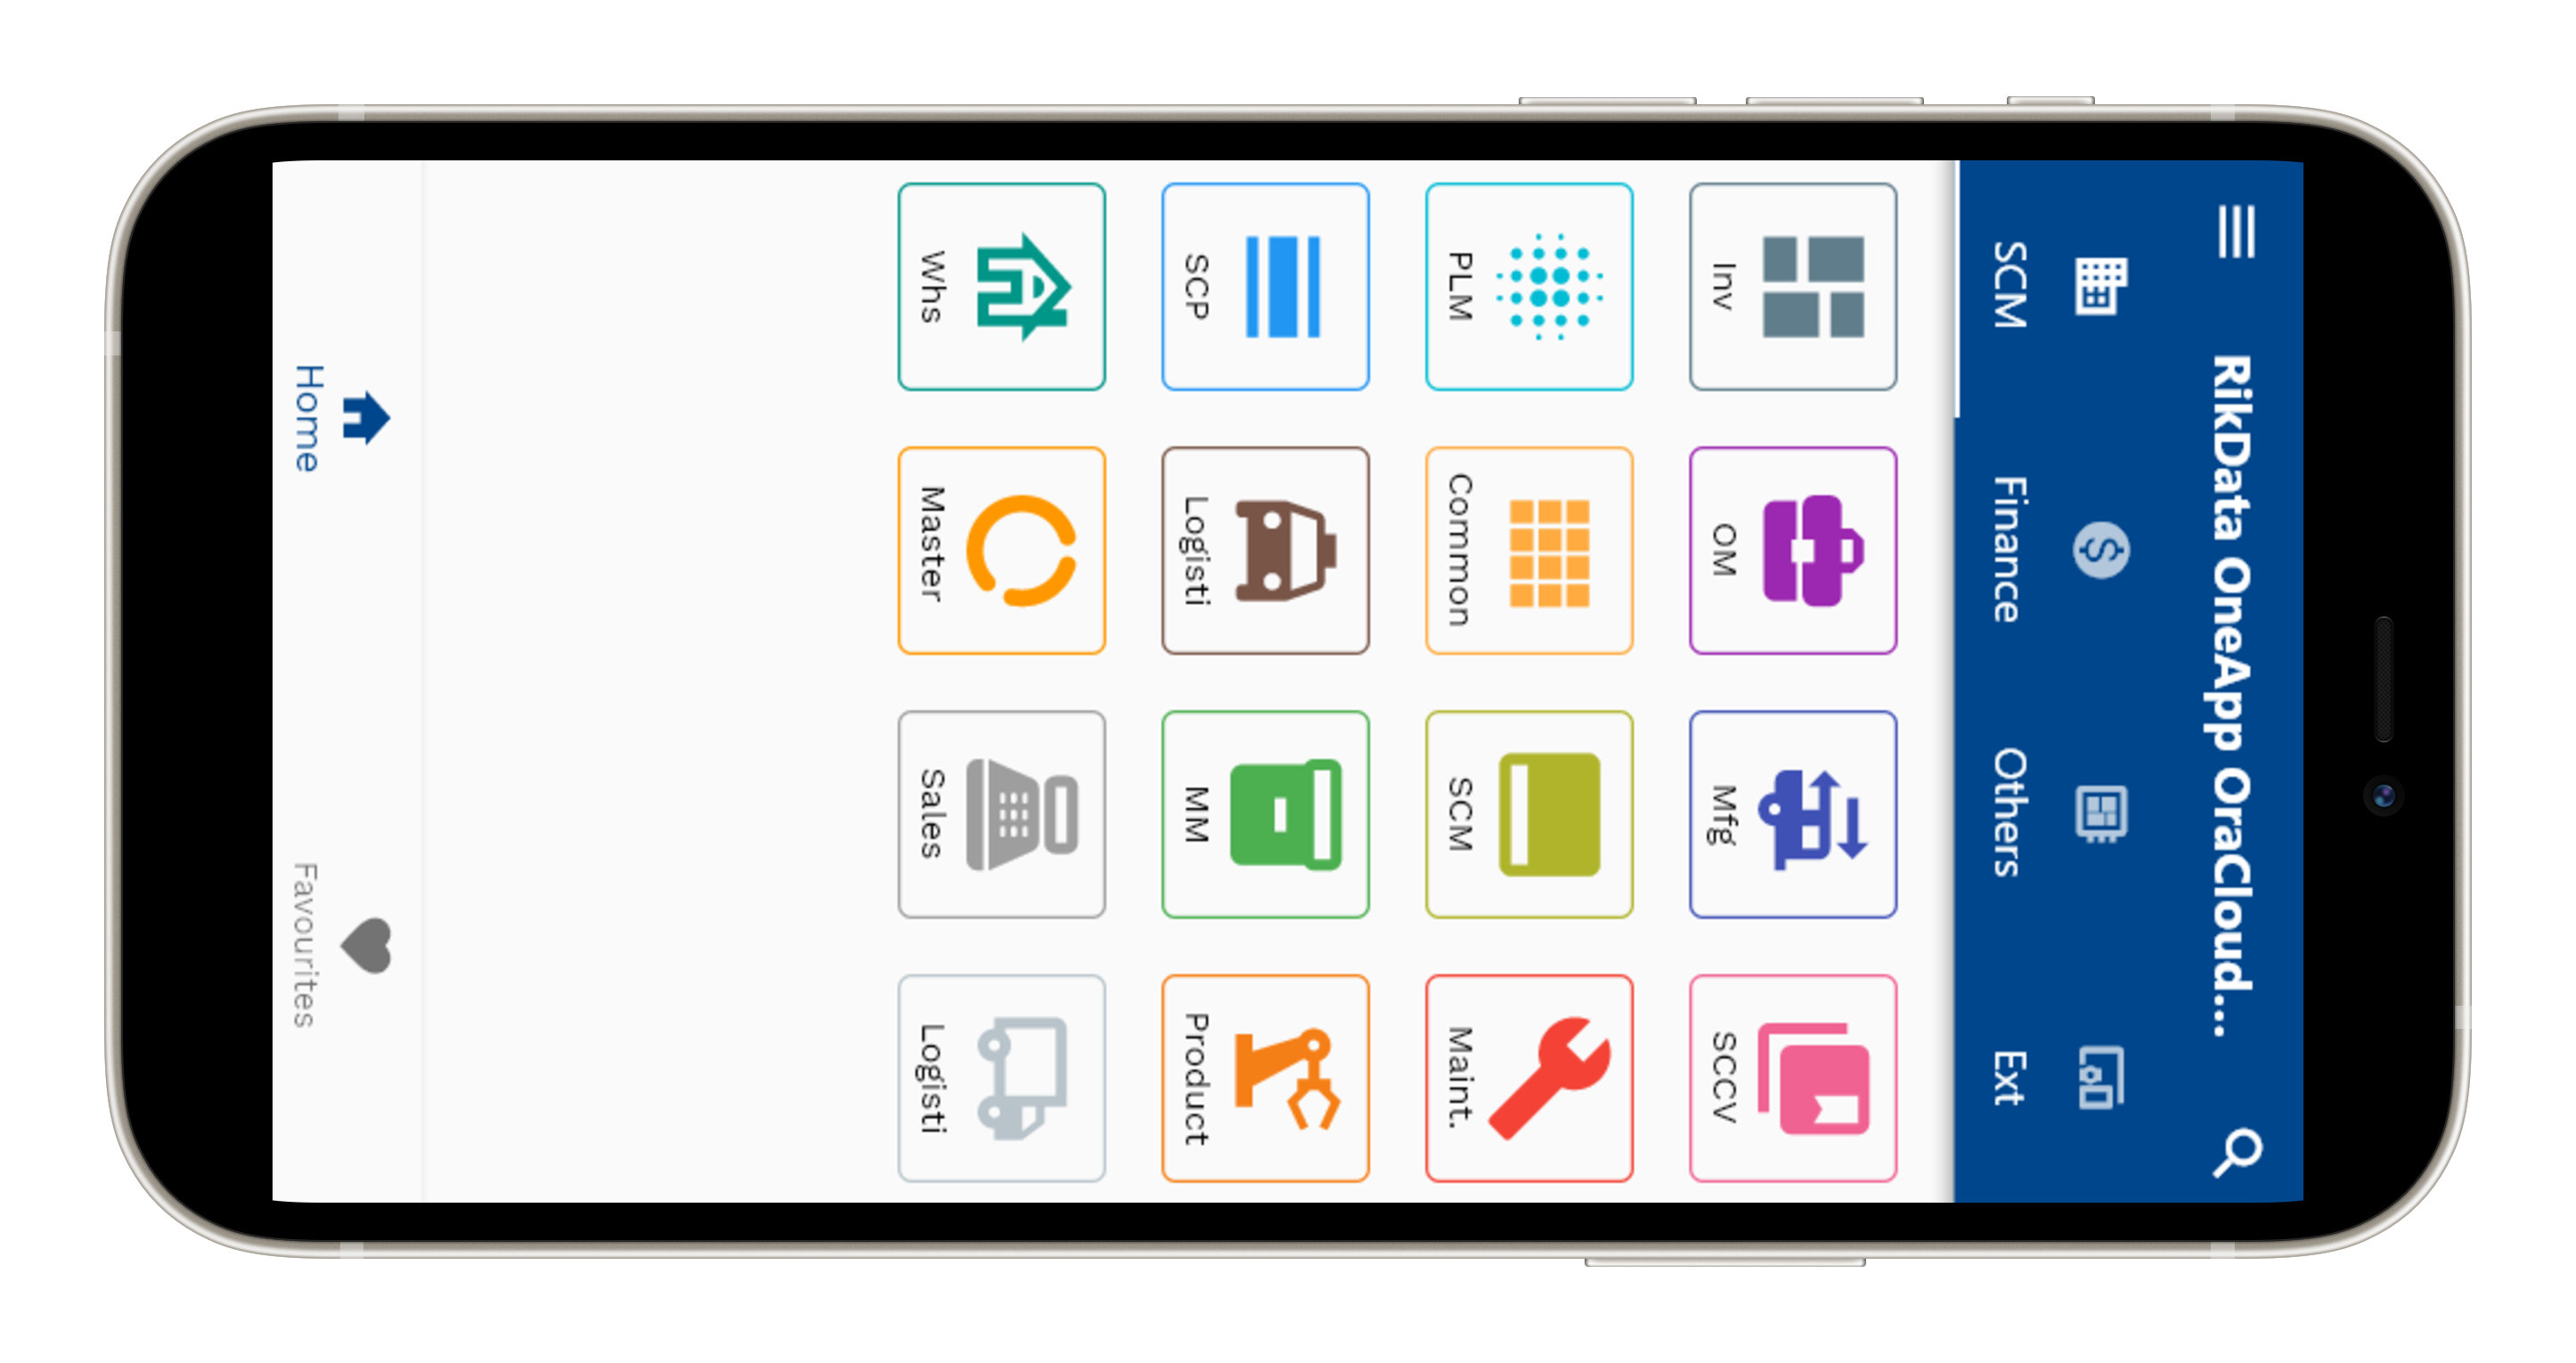 RikData OneApp OraCloud...
SCM Finance Others Ext
Inv OM Mfg SCCV
PLM Common SCM Maint.
SCP Logisti MM Product
Whs Master Sales Logisti
Home Favourites